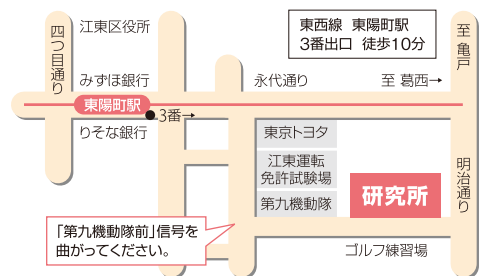 東西線 東陽町駅
3番出口 徒歩10分
四つ目通り
江東区役所
みずほ銀行
永代通り
至 葛西→
至 亀戸
東陽町駅
3番→
りそな銀行
東京トヨタ
江東運転
免許試験場
第九機動隊
研究所
明治通り
「第九機動隊前」信号を
曲がってください。
ゴルフ練習場